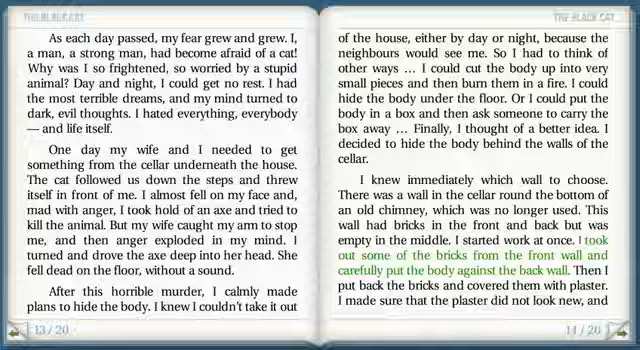 THE BLACK CAT
THE BLACK CAT
As each day passed, my fear grew and grew. I,
a man, a strong man, had become afraid of a cat!
Why was I so frightened, so worried by a stupid
animal? Day and night, I could get no rest. I had
the most terrible dreams, and my mind turned to
dark, evil thoughts. I hated everything, everybody
— and life itself.
One day my wife and I needed to get
something from the cellar underneath the house.
The cat followed us down the steps and threw
itself in front of me. I almost fell on my face and,
mad with anger, I took hold of an axe and tried to
kill the animal. But my wife caught my arm to stop
me, and then anger exploded in my mind. I
turned and drove the axe deep into her head. She
fell dead on the floor, without a sound.
After this horrible murder, I calmly made
plans to hide the body. I knew I couldn't take it out
13 / 20
of the house, either by day or night, because the
neighbours would see me. So I had to think of
other ways ... I could cut the body up into very
small pieces and then burn them in a fire. I could
hide the body under the floor. Or I could put the
body in a box and then ask someone to carry the
box away ... Finally, I thought of a better idea. I
decided to hide the body behind the walls of the
cellar.
I knew immediately which wall to choose.
There was a wall in the cellar round the bottom of
an old chimney, which was no longer used. This
wall had bricks in the front and back but was
empty in the middle. I started work at once. I took
out some of the bricks from the front wall and
carefully put the body against the back wall. Then I
put back the bricks and covered them with plaster.
I made sure that the plaster did not look new, and
14 / 20